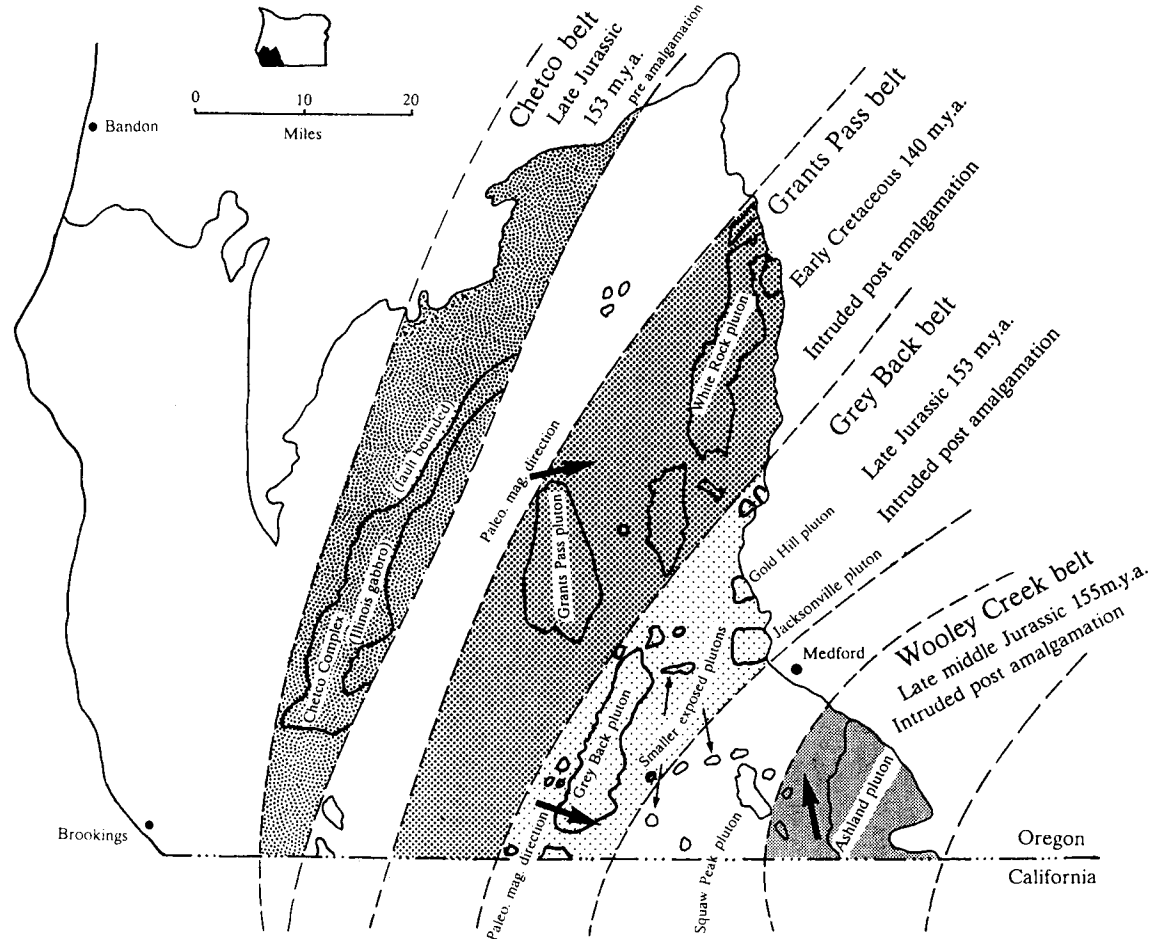 Chetco belt
Late Jurassic
153 m.y.a.
pre amalgamation
0 10 20
Miles
Bandon
Grants Pass belt
Early Cretaceous 140 m.y.a.
Intruded post amalgamation
Grey Back belt
Late Jurassic 153 m.y.a.
Intruded post amalgamation
White Rock pluton
(fault bounded)
Paleo. mag. direction
Grants Pass pluton
Gold Hill pluton
Jacksonville pluton
Chetco Complex
(Illinois gabbro)
Medford
Wooley Creek belt
Late middle Jurassic 155m.y.a.
Intruded post amalgamation
Smaller exposed plutons
Grey Back pluton
Ashland pluton
Brookings
Paleo. mag. direction
Squaw Peak pluton
Oregon
California